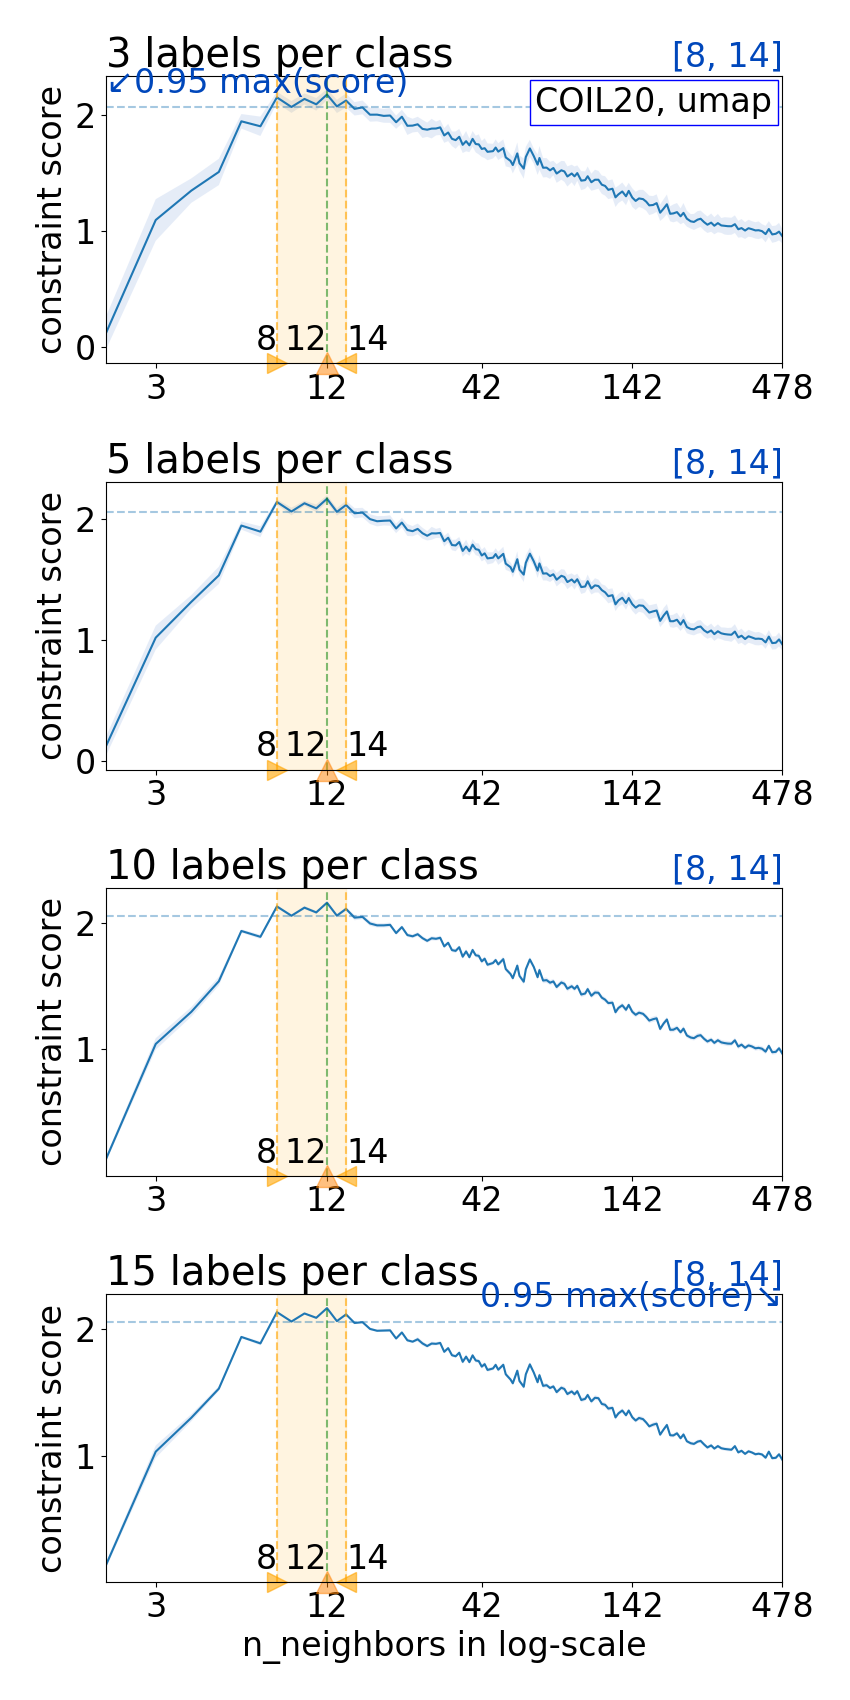 3 labels per class [8, 14]
↙0.95 max(score)
COIL20, umap
constraint score
2
1
0
8 12 14
3 12 42 142 478
5 labels per class [8, 14]
constraint score
2
1
0
8 12 14
3 12 42 142 478
10 labels per class [8, 14]
constraint score
2
1
8 12 14
3 12 42 142 478
15 labels per class [8, 14]
0.95 max(score)↘
constraint score
2
1
8 12 14
3 12 42 142 478
n_neighbors in log-scale